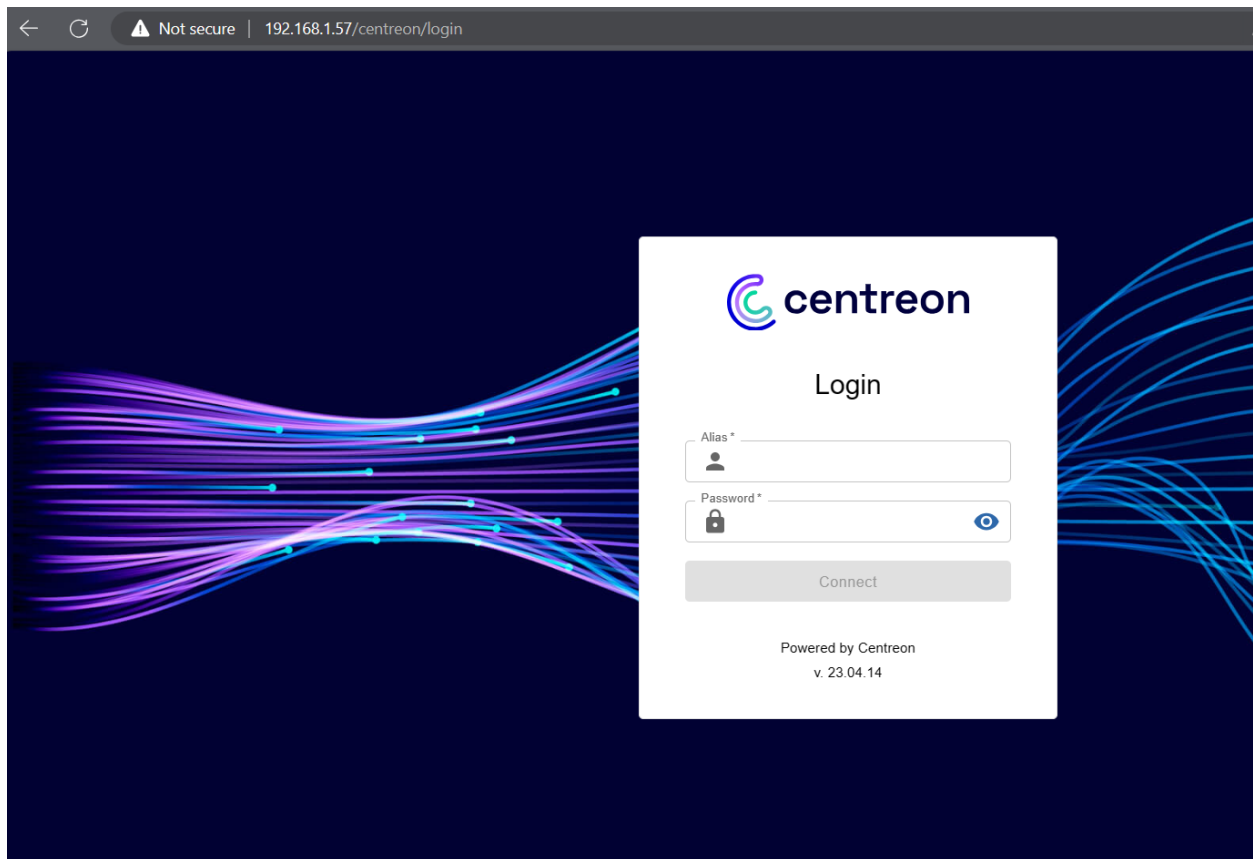 Not secure 192.168.1.57/centreon/login
centreon
Login
Alias *
Password *
Connect
Powered by Centreon
v. 23.04.14